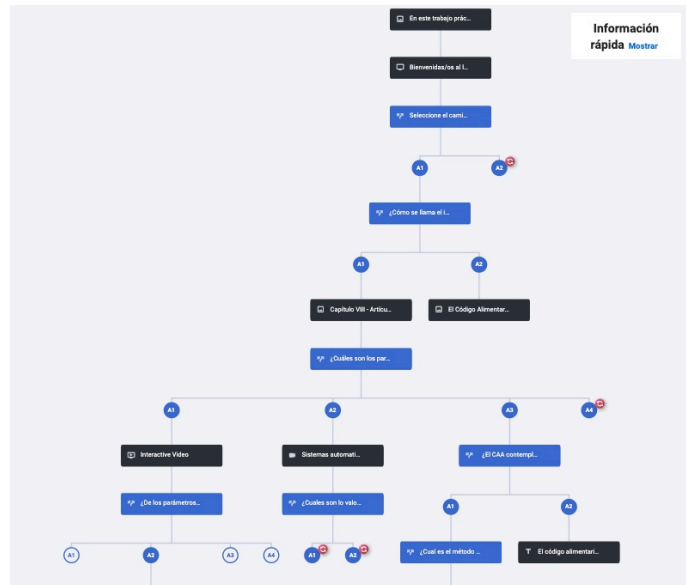 En este trabajo prác...
Información
rápida Mostrar
Bienvenidas/os al l...
Seleccione el cami...
A1
A2
¿Cómo se llama el i...
A1
A2
Capítulo VIII - Artícu...
El Código Alimentar...
¿Cuáles son los par...
A1
A2
A3
A4
Interactive Video
Sistemas automati...
¿El CAA contempl...
¿De los parámetros...
¿Cuales son lo valo...
A1
A2
A1
A2
A3
A4
A1
A2
¿Cual es el método ...
T El código alimentari...